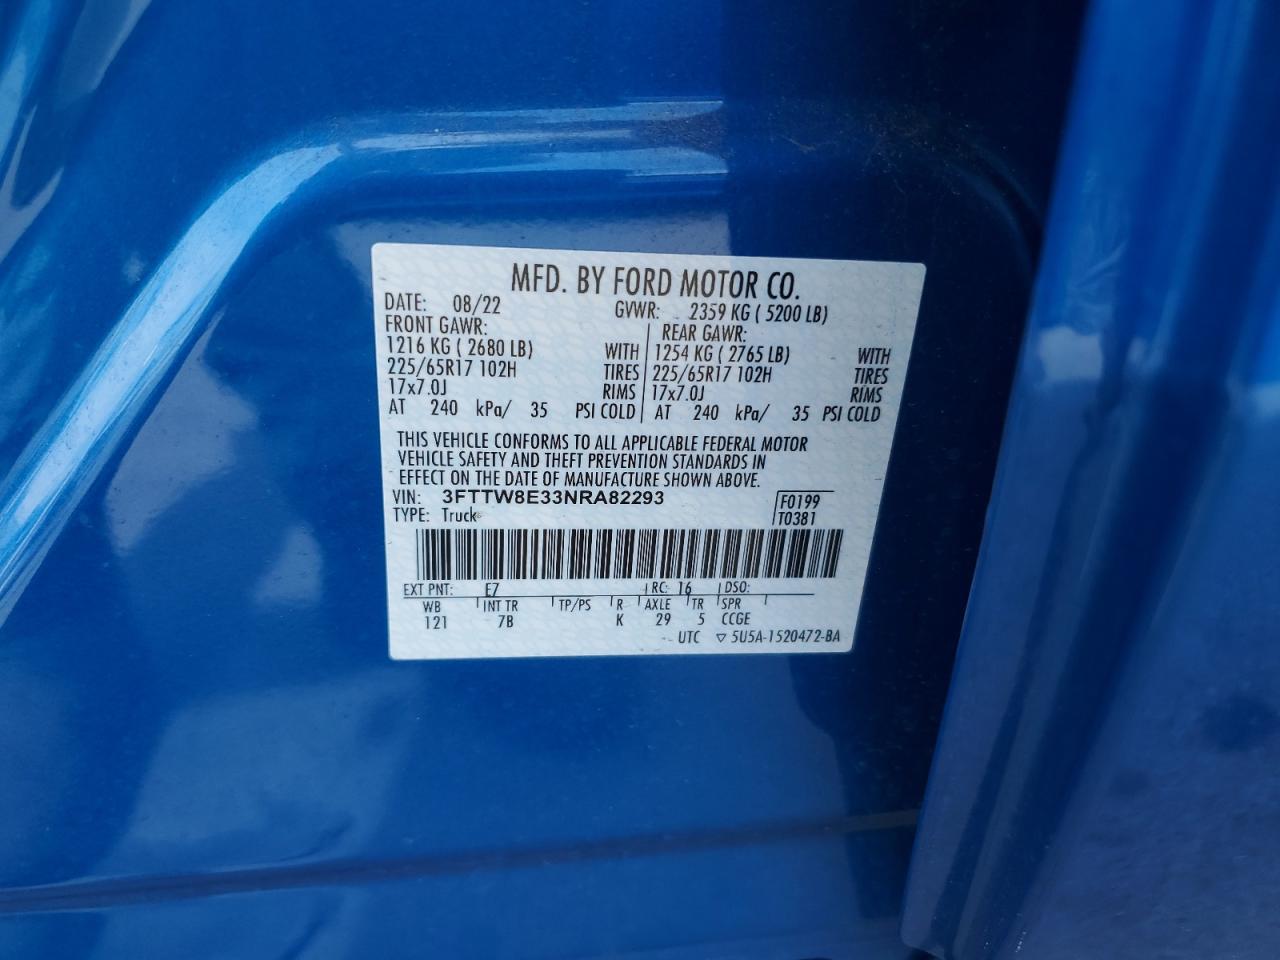 MFD. BY FORD MOTOR CO.
DATE: 08/22 GVWR: 2359 KG ( 5200 LB)
FRONT GAWR: REAR GAWR:
1216 KG ( 2680 LB) WITH 1254 KG ( 2765 LB) WITH
225/65R17 102H TIRES 225/65R17 102H TIRES
17x7.0J RIMS 17x7.0J RIMS
AT 240 kPa/ 35 PSI COLD AT 240 kPa/ 35 PSI COLD
THIS VEHICLE CONFORMS TO ALL APPLICABLE FEDERAL MOTOR
VEHICLE SAFETY AND THEFT PREVENTION STANDARDS IN
EFFECT ON THE DATE OF MANUFACTURE SHOWN ABOVE.
VIN: 3FTTW8E33NRA82293 F0199
TYPE: Truck T0381
EXT PNT: E7 RC: 16 DSO:
WB INT TR TP/PS R AXLE TR SPR
121 7B K 29 5 CCGE
UTC ▽ 5U5A-1520472-BA